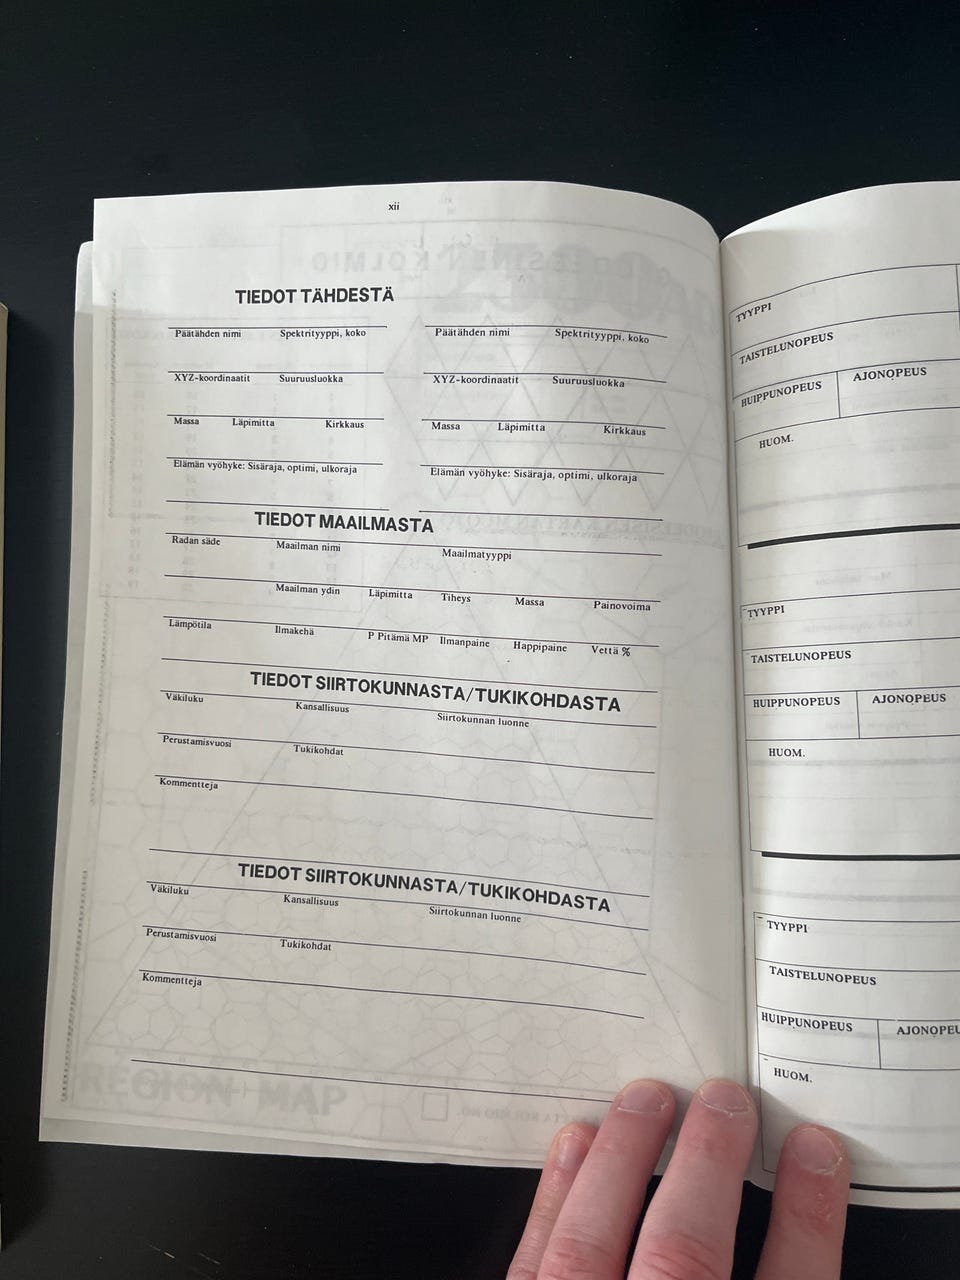 xii
TIEDOT TÄHDESTÄ
Päätähden nimi Spektrityyppi, koko
Päätähden nimi Spektrityyppi, koko
XYZ-koordinaatit Suuruusluokka
XYZ-koordinaatit Suuruusluokka
Massa Läpimitta Kirkkaus
Massa Läpimitta Kirkkaus
Elämän vyöhyke: Sisäraja, optimi, ulkoraja
Elämän vyöhyke: Sisäraja, optimi, ulkoraja
TIEDOT MAAILMASTA
Radan säde Maailman nimi Maailmatyyppi
Maailman ydin Läpimitta Tiheys Massa Painovoima
Lämpötila Ilmakehä P Pitämä MP Ilmanpaine Happipaine Vettä %
TIEDOT SIIRTOKUNNASTA/TUKIKOHDASTA
Väkiluku Kansallisuus Siirtokunnan luonne
Perustamisvuosi Tukikohdat
Kommentteja
TIEDOT SIIRTOKUNNASTA/TUKIKOHDASTA
Väkiluku Kansallisuus Siirtokunnan luonne
Perustamisvuosi Tukikohdat
Kommentteja
REGION MAP
TYYPPI
TAISTELUNOPEUS
HUIPPUNOPEUS AJONOPEUS
HUOM.
TYYPPI
TAISTELUNOPEUS
HUIPPUNOPEUS AJONOPEUS
HUOM.
TYYPPI
TAISTELUNOPEUS
HUIPPUNOPEUS AJONOPEU
HUOM.